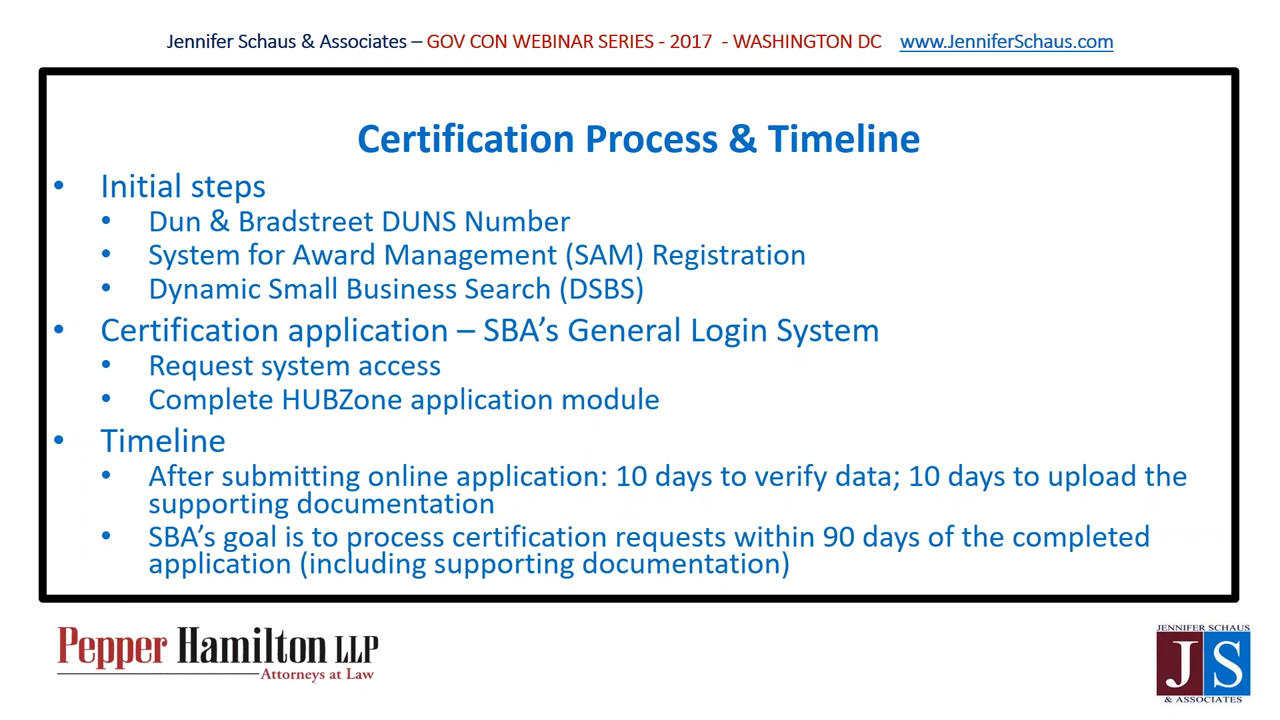 Jennifer Schaus & Associates – GOV CON WEBINAR SERIES - 2017 - WASHINGTON DC www.JenniferSchaus.com
Certification Process & Timeline
• Initial steps
• Dun & Bradstreet DUNS Number
• System for Award Management (SAM) Registration
• Dynamic Small Business Search (DSBS)
• Certification application – SBA’s General Login System
• Request system access
• Complete HUBZone application module
• Timeline
• After submitting online application: 10 days to verify data; 10 days to upload the
supporting documentation
• SBA’s goal is to process certification requests within 90 days of the completed
application (including supporting documentation)
Pepper Hamilton LLP
Attorneys at Law
JENNIFER SCHAUS
JS
& ASSOCIATES